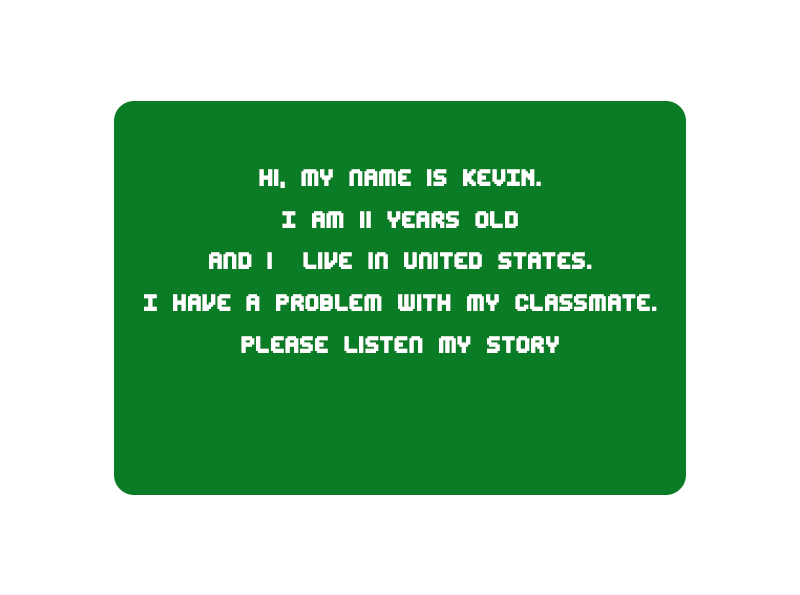 HI, MY NAME IS KEVIN.
I AM 11 YEARS OLD
AND I LIVE IN UNITED STATES.
I HAVE A PROBLEM WITH MY CLASSMATE.
PLEASE LISTEN MY STORY